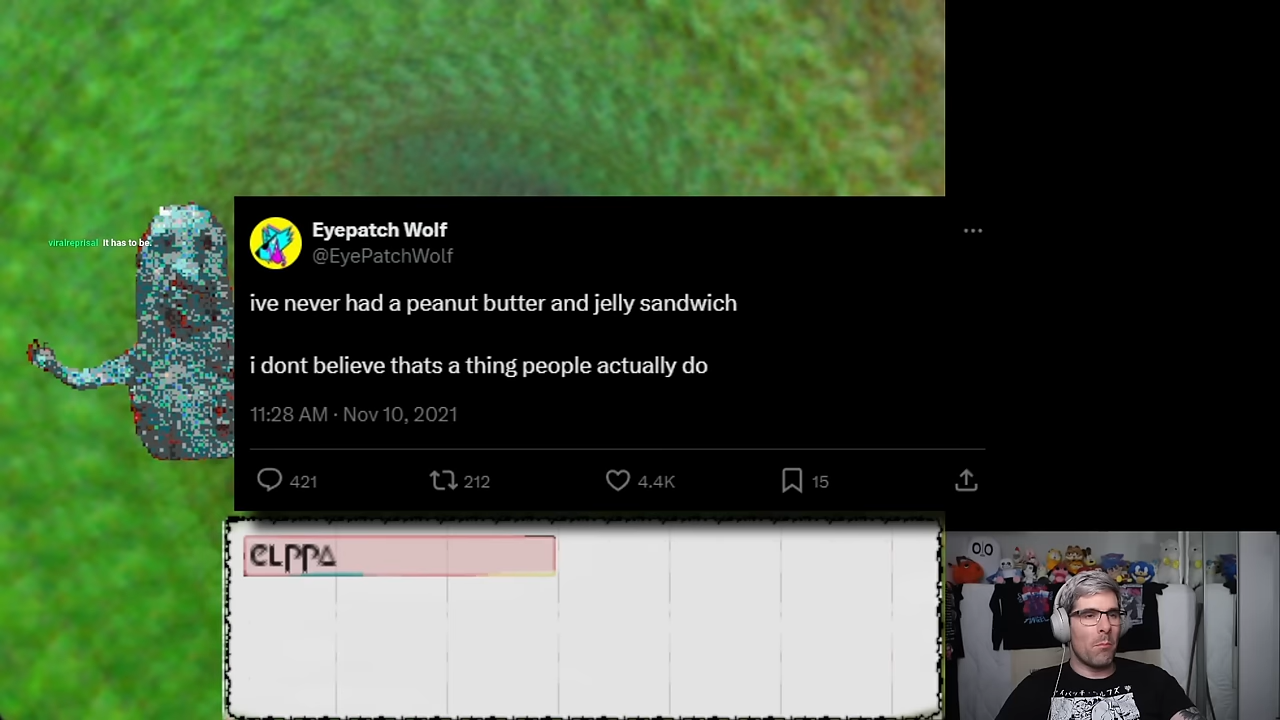 viralreprisal It has to be.
Eyepatch Wolf
@EyePatchWolf
ive never had a peanut butter and jelly sandwich
i dont believe thats a thing people actually do
11:28 AM · Nov 10, 2021
421
212
4.4K
15
CLPPA